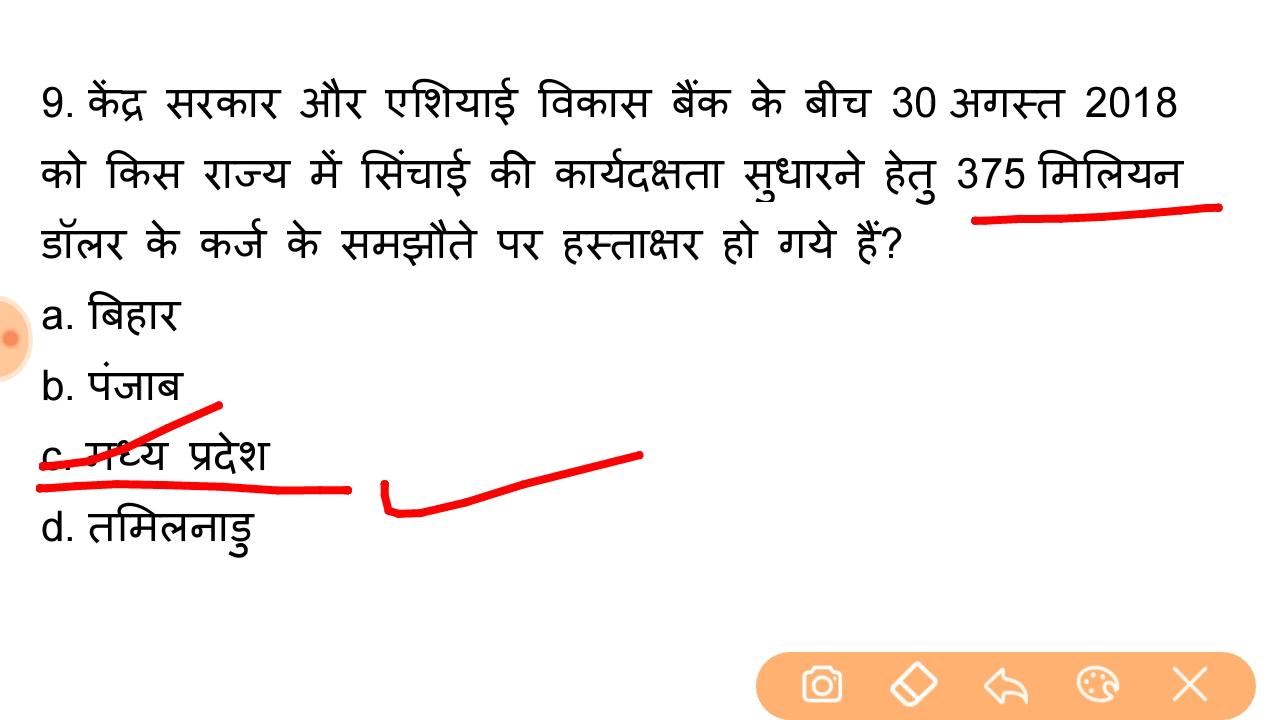 9. केंद्र सरकार और एशियाई विकास बैंक के बीच 30 अगस्त 2018
को किस राज्य में सिंचाई की कार्यदक्षता सुधारने हेतु 375 मिलियन
डॉलर के कर्ज के समझौते पर हस्ताक्षर हो गये हैं?
a. बिहार
b. पंजाब
c. मध्य प्रदेश
d. तमिलनाडु